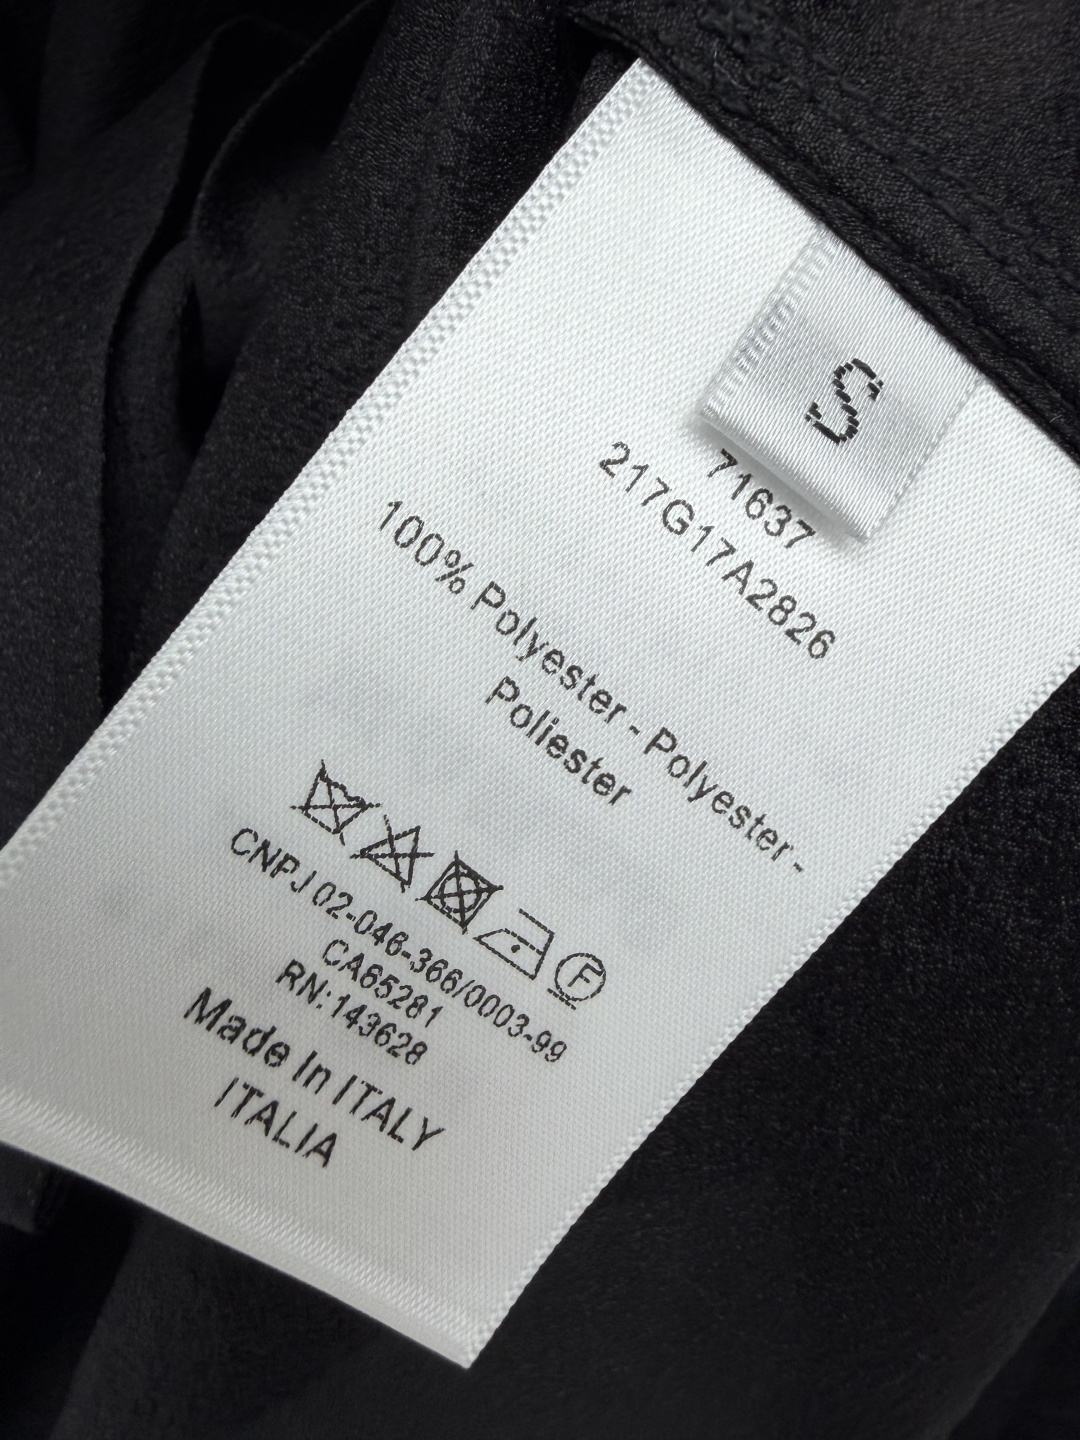 S
71637
217G17A2826
100% Polyester - Polyester -
Poliester
F
CNPJ 02-046-366/0003-99
CA65281
RN:143628
Made In ITALY
ITALIA